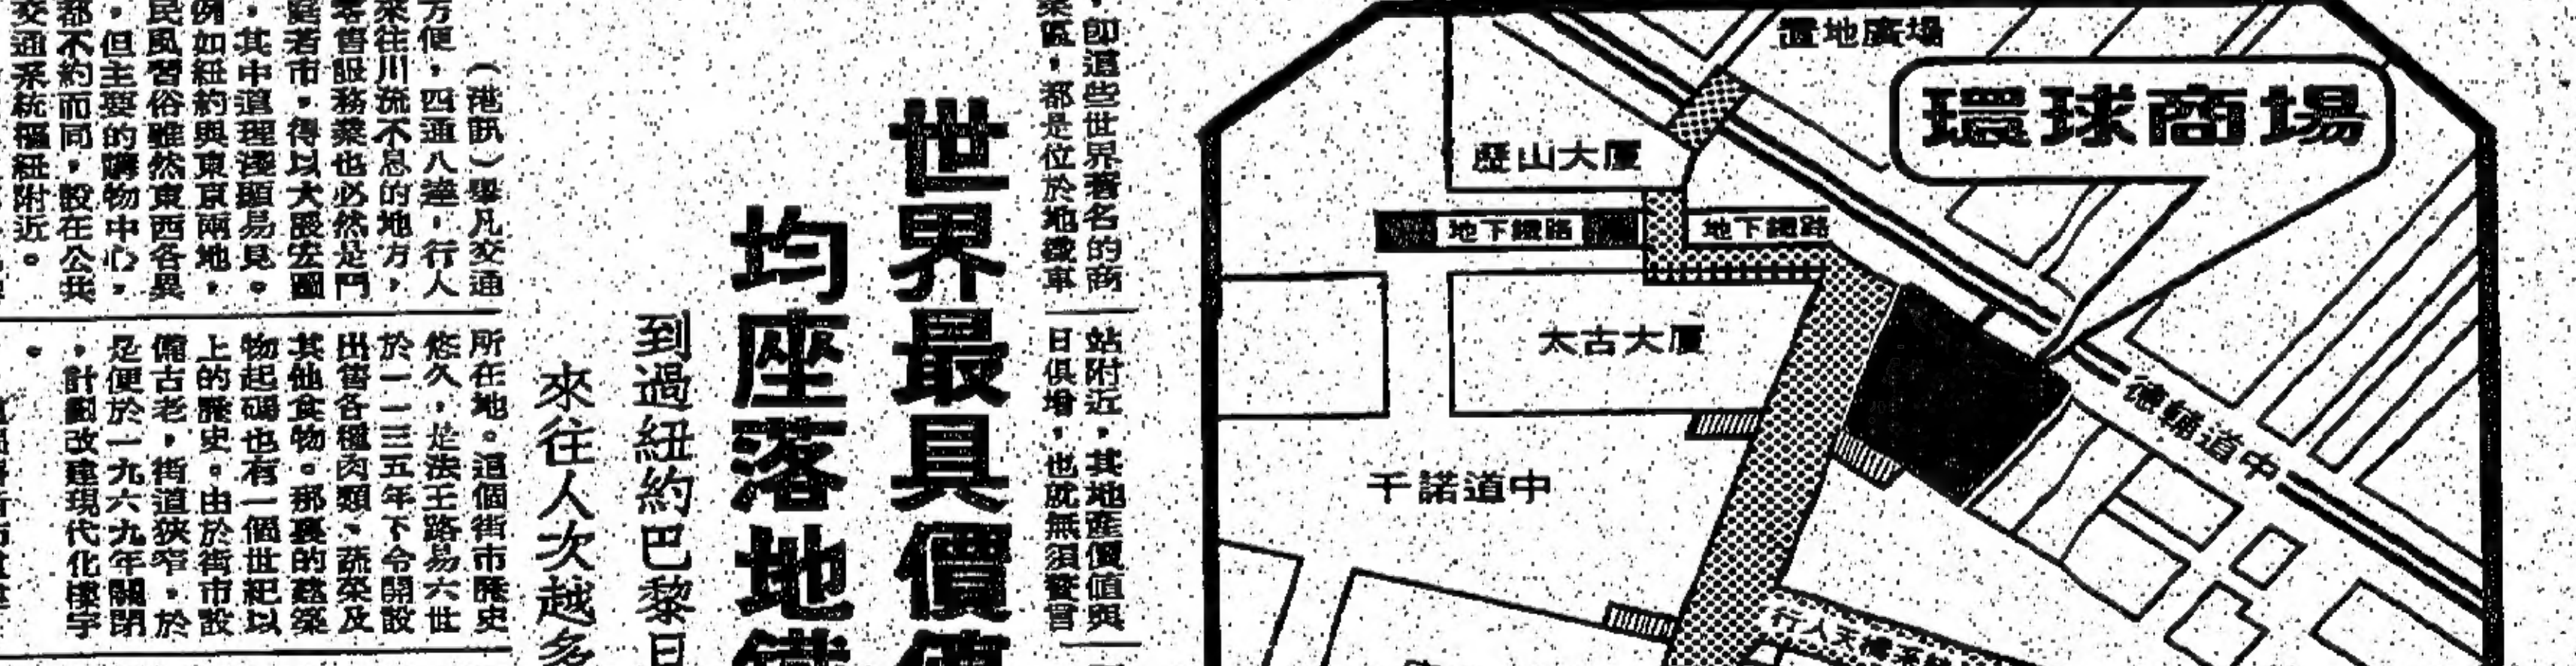 ，即這些世界著名的商
業區，都是位於地鐵車
站附近，其地產價值與
日俱增，也就無須贅言
世界最具價值
均座落地鐵
到過紐約巴黎日
來往人次越多
（港訊）舉凡交通
方便，四通八達，行人
來往川流不息的地方，
零售服務業也必然是門
庭若市，得以大展宏圖
，其中道理淺顯易見。
例如紐約與東京兩地，
民風習俗雖然東西各異
，但主要的購物中心，
都不約而同，設在公共
交通系統樞紐附近。
所在地。這個街市歷史
悠久，是法王路易六世
於一一三五年下令開設
出售各種肉類、蔬菜及
其他食物。那裏的建築
物起碼也有一個世紀以
上的歷史。由於街市設
備古老，街道狹窄，於
是便於一九六九年關閉
，計劃改建現代化樓宇
。
置地廣場
環球商場
歷山大廈
地下鐵路
地下鐵路
太古大廈
德輔道中
干諾道中
行人天橋系統